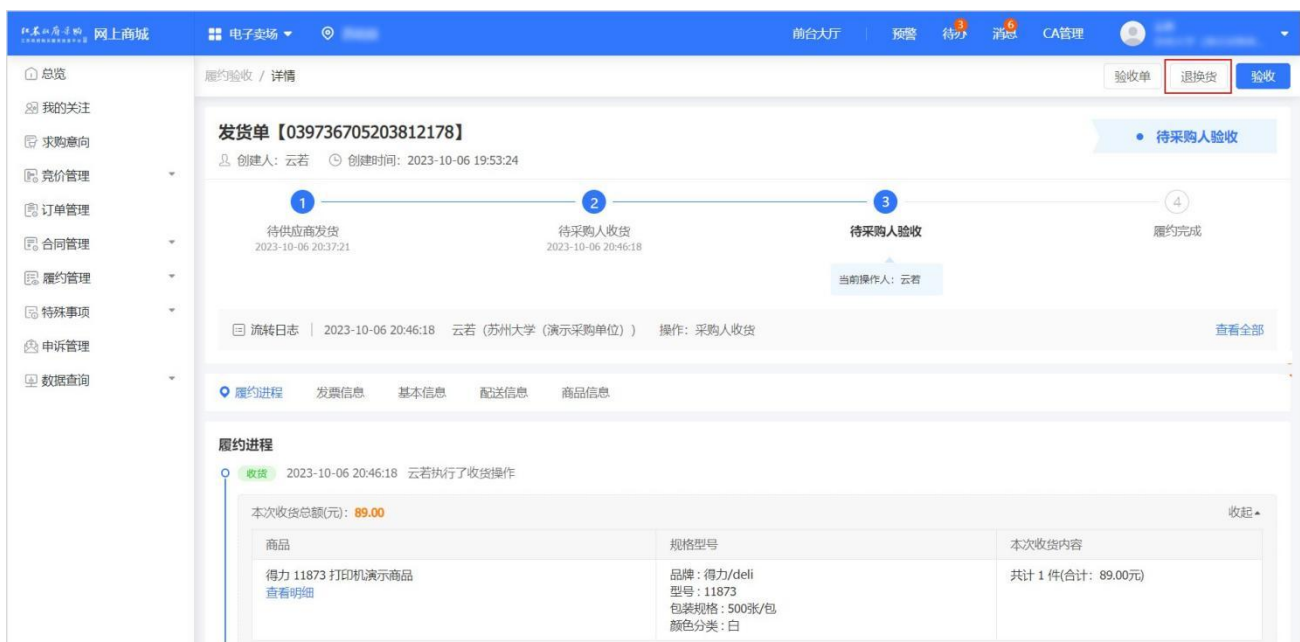 网上商城
电子卖场
前台大厅
预警
待办 3
消息 6
CA管理
总览
我的关注
求购意向
竞价管理
订单管理
合同管理
履约管理
特殊事项
申诉管理
数据查询
履约验收 / 详情
验收单
退换货
验收
发货单【039736705203812178】
创建人：云若 创建时间：2023-10-06 19:53:24
待采购人验收
1
待供应商发货
2023-10-06 20:37:21
2
待采购人收货
2023-10-06 20:46:18
3
待采购人验收
当前操作人：云若
4
履约完成
流转日志 2023-10-06 20:46:18 云若（苏州大学（演示采购单位）） 操作：采购人收货
查看全部
履约进程 发票信息 基本信息 配送信息 商品信息
履约进程
收货 2023-10-06 20:46:18 云若执行了收货操作
本次收货总额(元)：89.00
收起
商品 规格型号 本次收货内容
得力 11873 打印机演示商品
查看明细
品牌 : 得力/deli
型号 : 11873
包装规格 : 500张/包
颜色分类 : 白
共计 1 件(合计：89.00元)